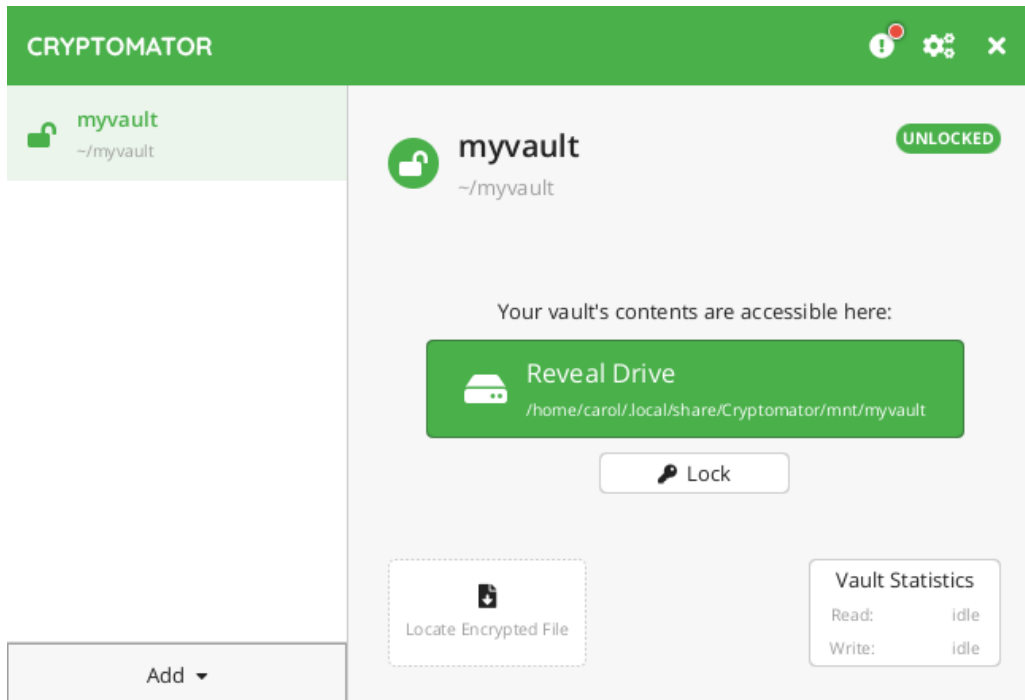 CRYPTOMATOR
myvault
~/myvault
myvault
UNLOCKED
~/myvault
Your vault's contents are accessible here:
Reveal Drive
/home/carol/.local/share/Cryptomator/mnt/myvault
Lock
Locate Encrypted File
Vault Statistics
Read: idle
Write: idle
Add